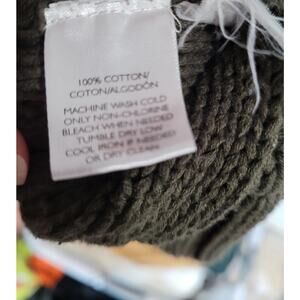 100% COTTON/
COTON/ALGODÓN
MACHINE WASH COLD
ONLY NON-CHLORINE
BLEACH WHEN NEEDED
TUMBLE DRY LOW
COOL IRON IF NEEDED
OR DRY CLEAN